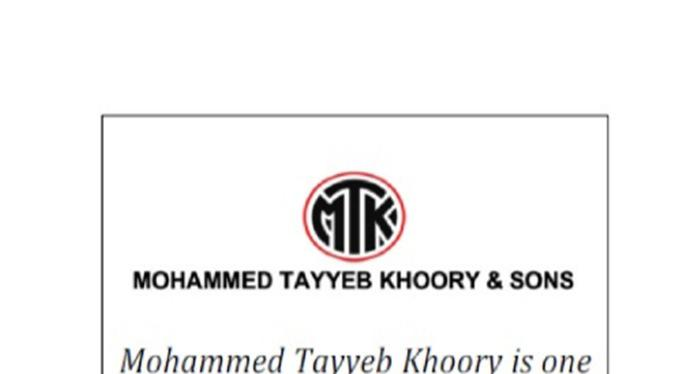 MTK
MOHAMMED TAYYEB KHOORY & SONS
Mohammed Tayyeb Khoory is one